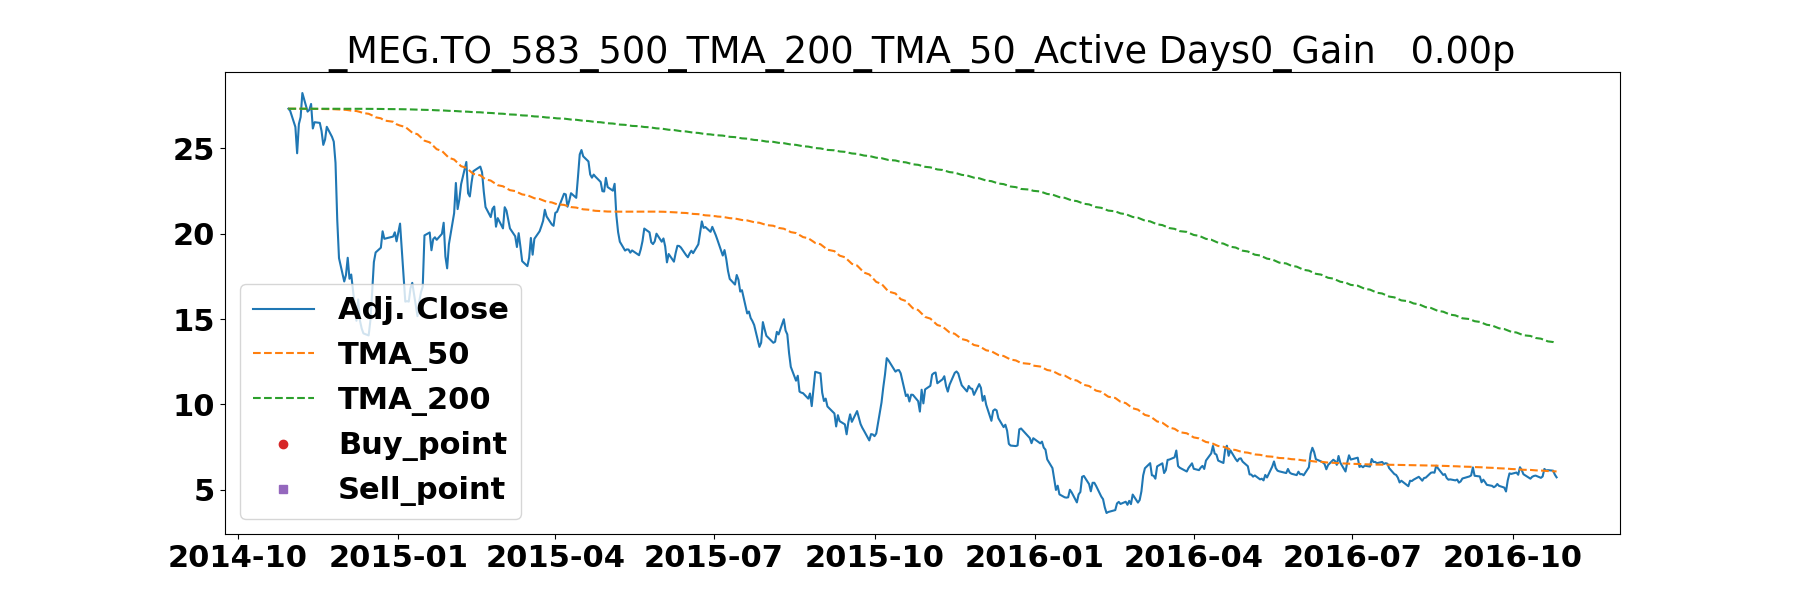 _MEG.TO_583_500_TMA_200_TMA_50_Active Days0_Gain   0.00p
25
20
15
10
5
Adj. Close
TMA_50
TMA_200
Buy_point
Sell_point
2014-10 2015-01 2015-04 2015-07 2015-10 2016-01 2016-04 2016-07 2016-10